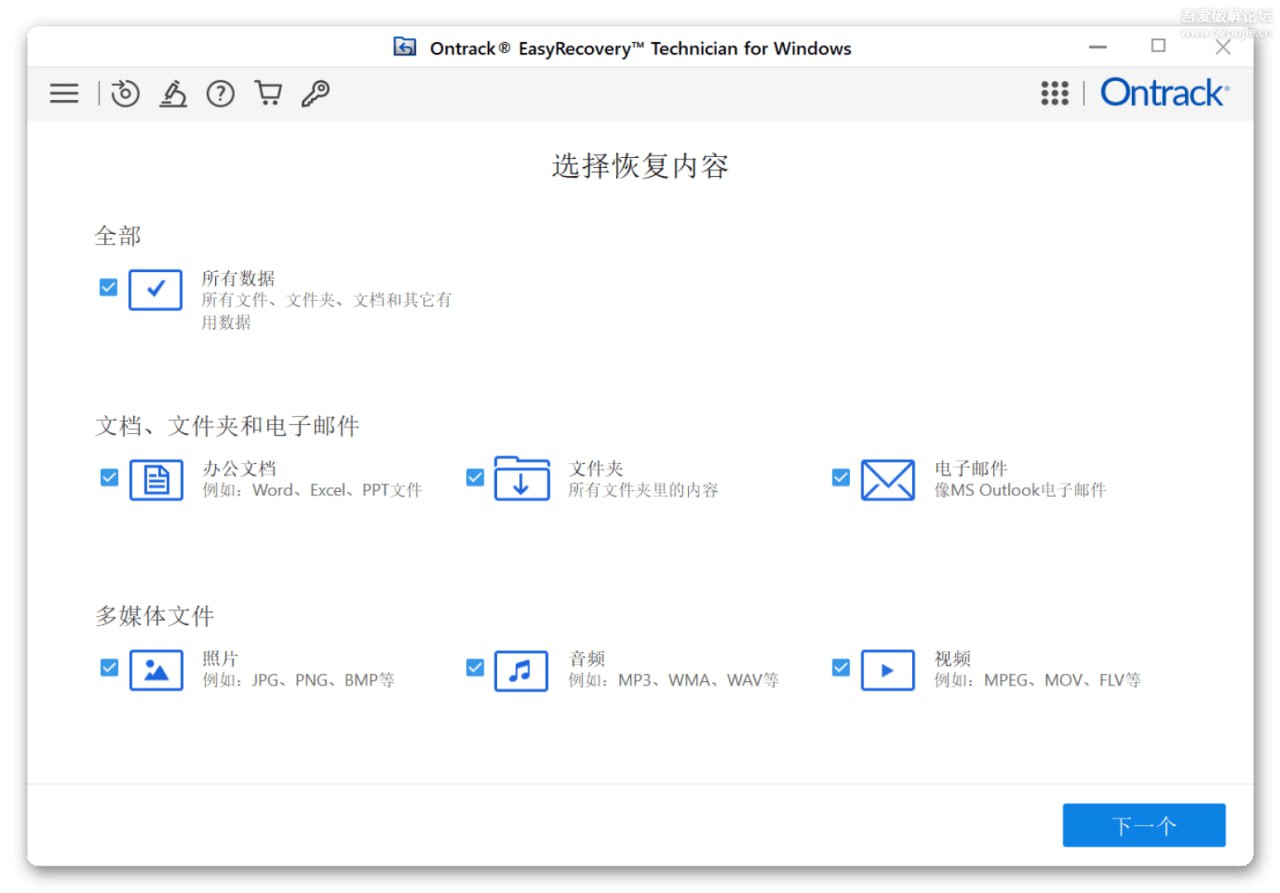 吾爱破解论坛
www.52pojie.cn
Ontrack® EasyRecovery™ Technician for Windows
Ontrack®
选择恢复内容
全部
所有数据
所有文件、文件夹、文档和其它有
用数据
文档、文件夹和电子邮件
办公文档
例如：Word、Excel、PPT文件
文件夹
所有文件夹里的内容
电子邮件
像MS Outlook电子邮件
多媒体文件
照片
例如：JPG、PNG、BMP等
音频
例如：MP3、WMA、WAV等
视频
例如：MPEG、MOV、FLV等
下一个